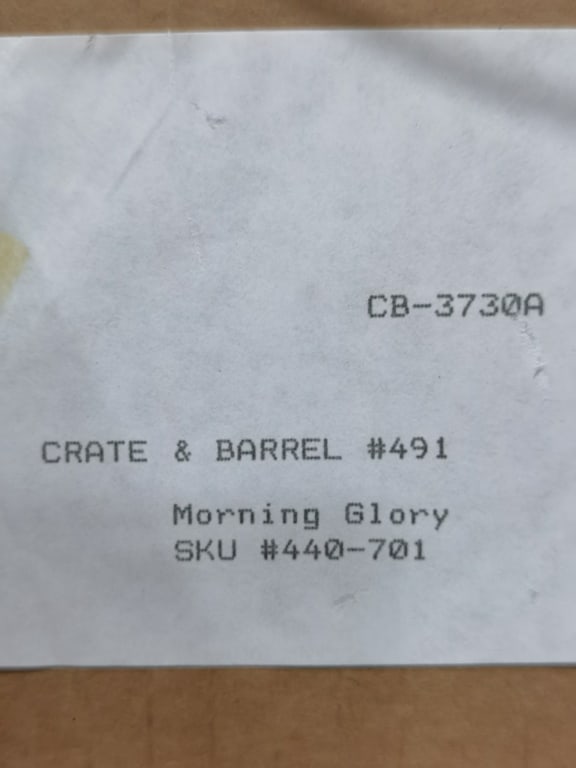 CB-3730A
CRATE & BARREL #491
Morning Glory
SKU #440-701